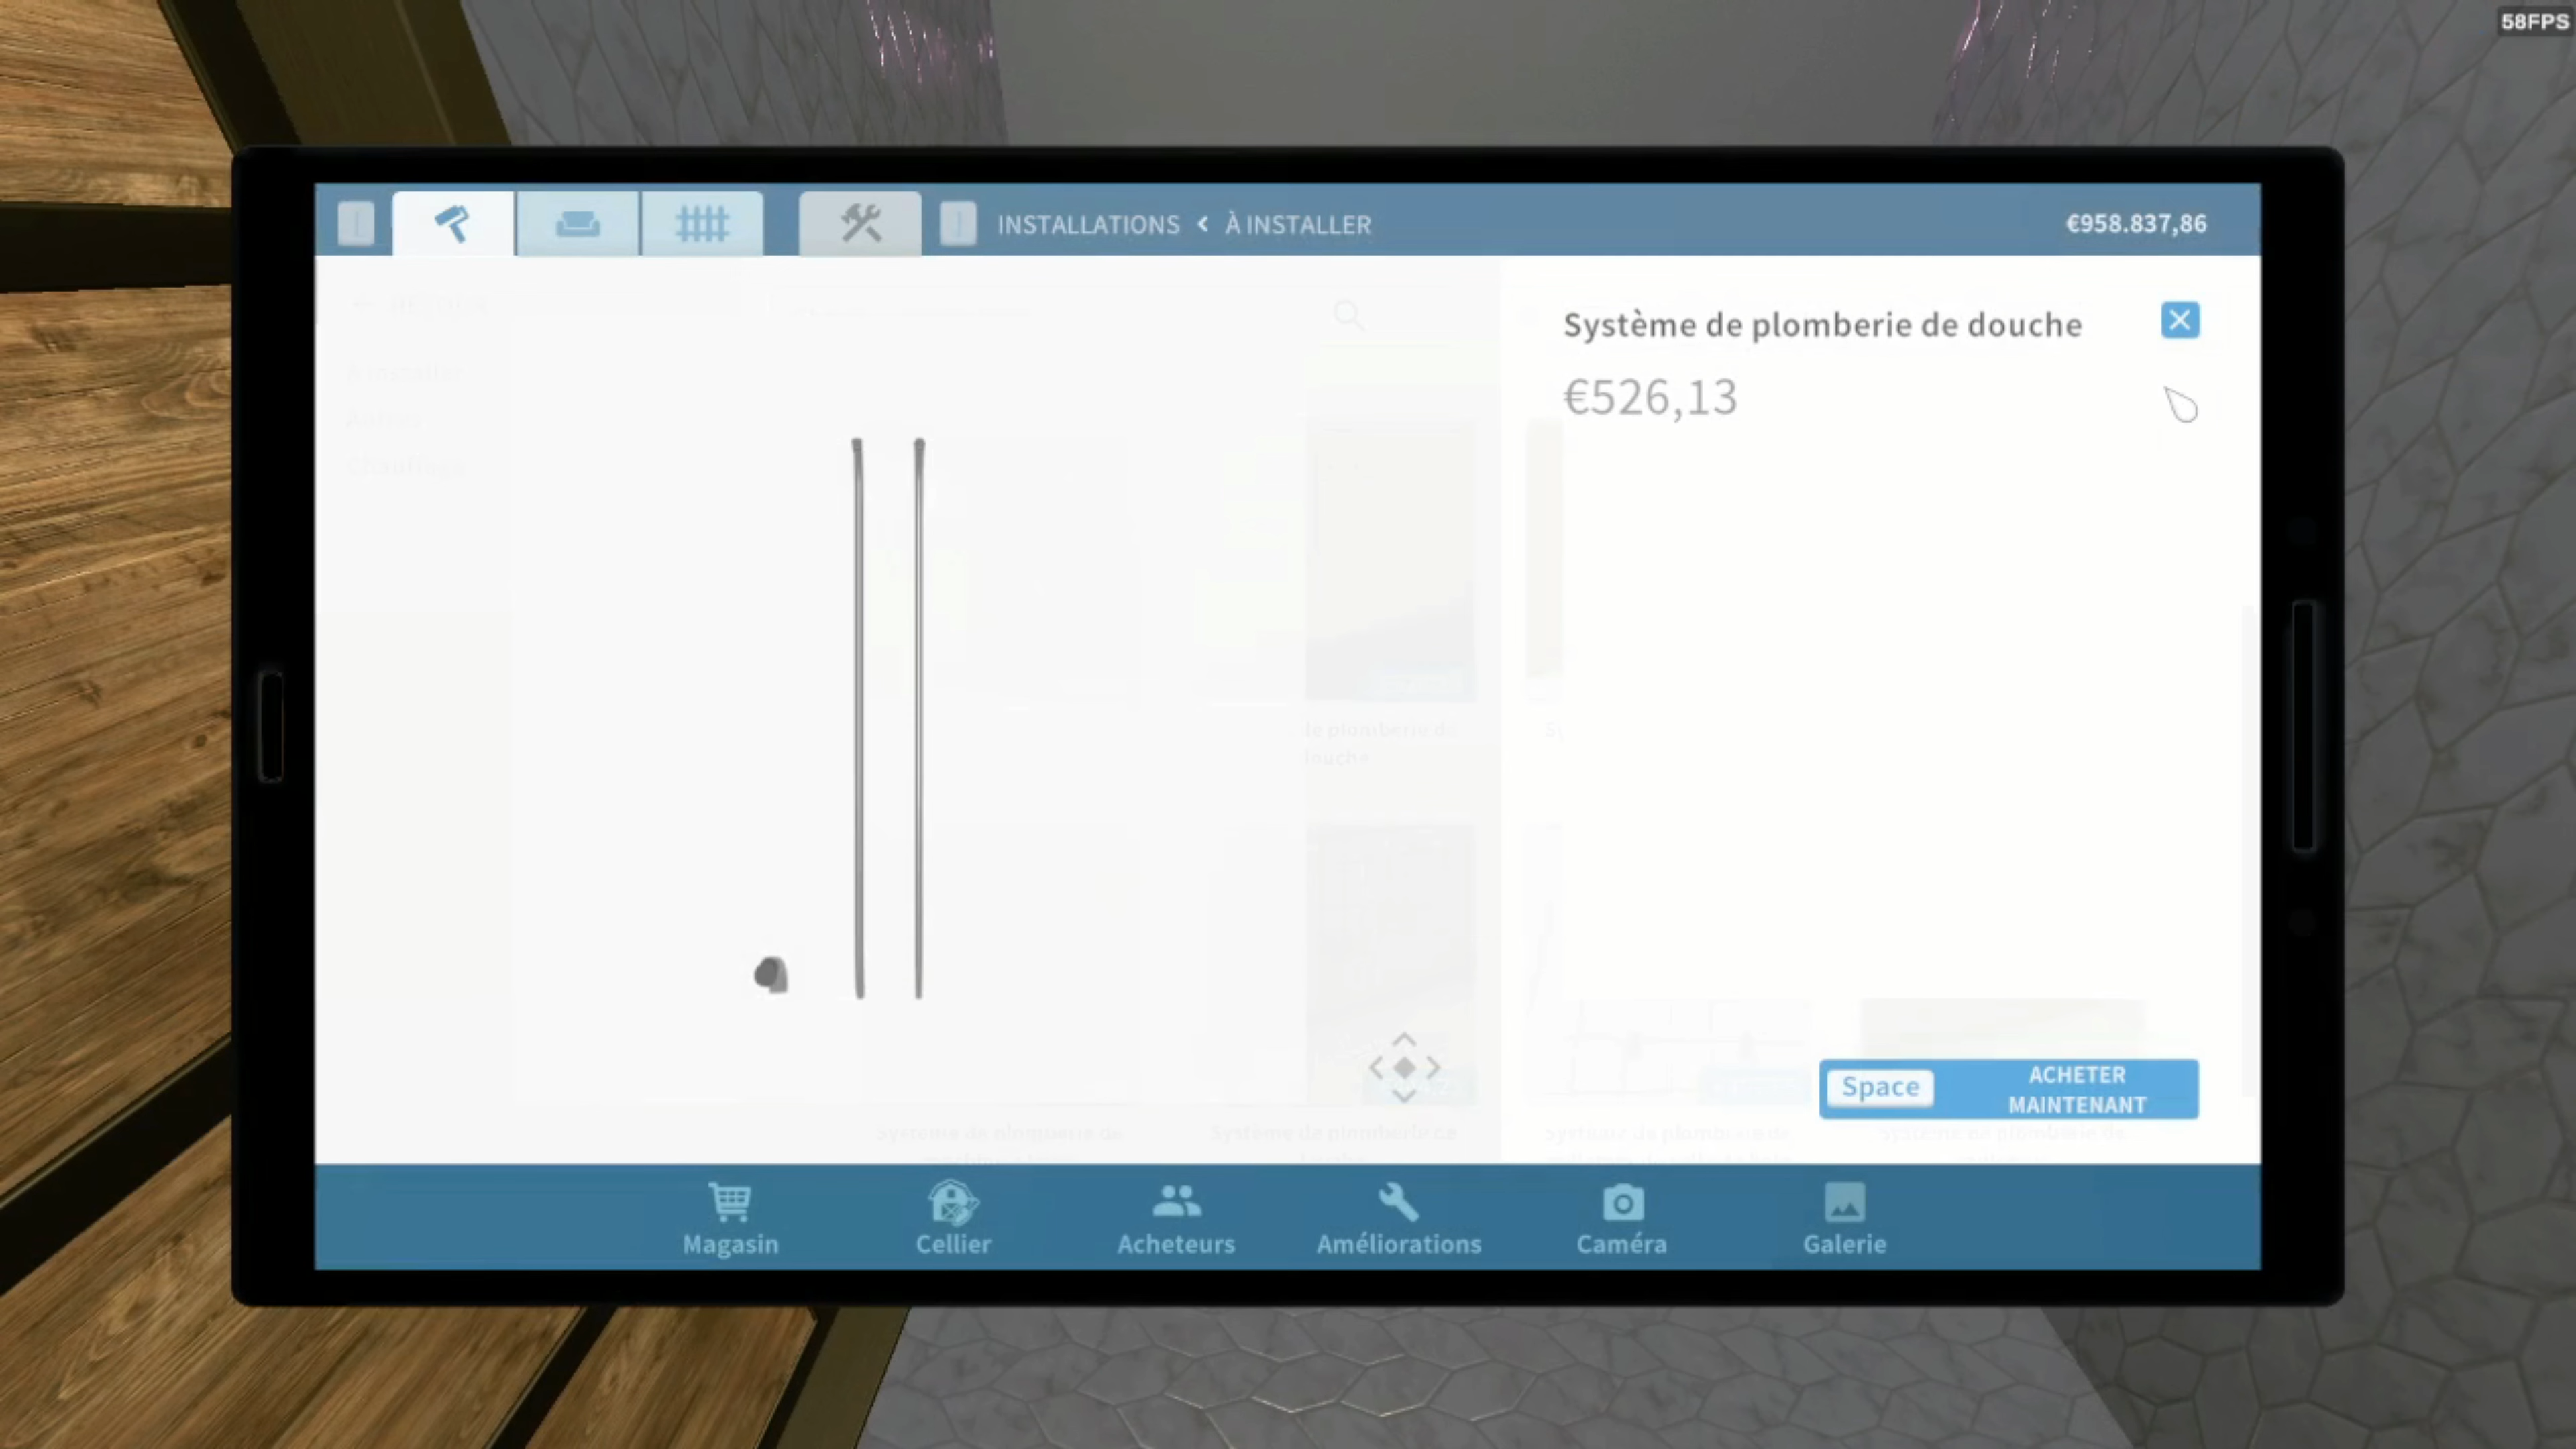 58FPS
INSTALLATIONS < À INSTALLER
€958.837,86
Système de plomberie de douche
€526,13
Space
ACHETER
MAINTENANT
Magasin
Cellier
Acheteurs
Améliorations
Caméra
Galerie